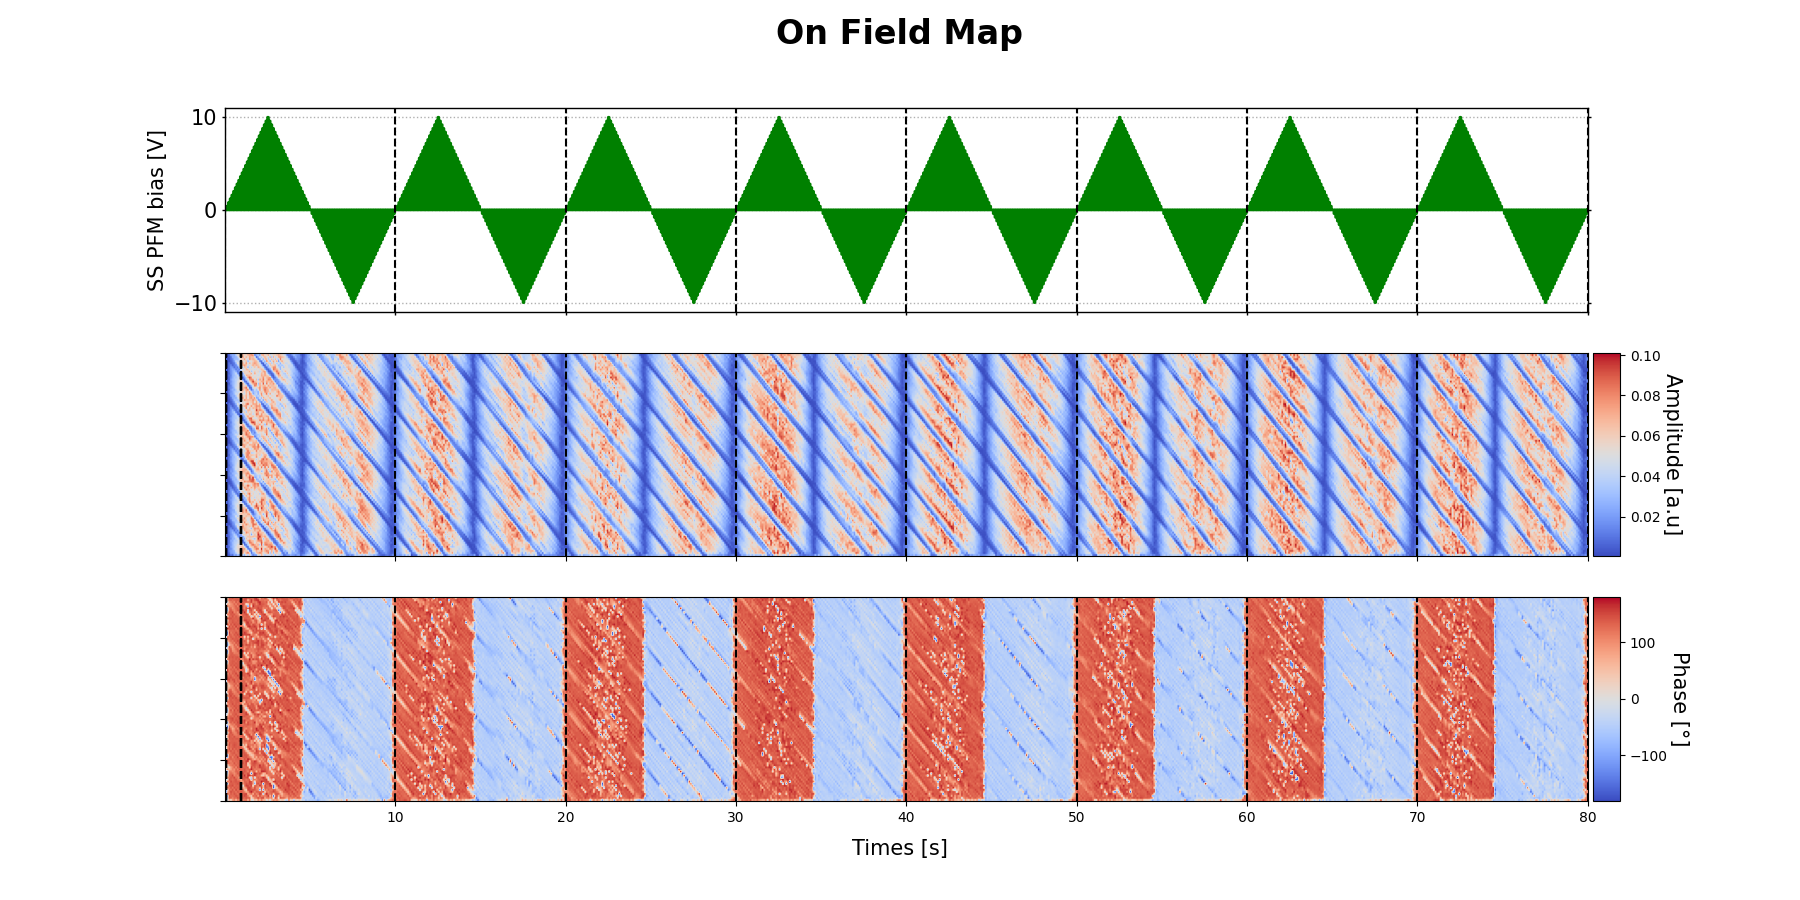 On Field Map
SS PFM bias [V]
10
0
−10
Amplitude [a.u]
0.10
0.08
0.06
0.04
0.02
Phase [°]
100
0
−100
10 20 30 40 50 60 70 80
Times [s]